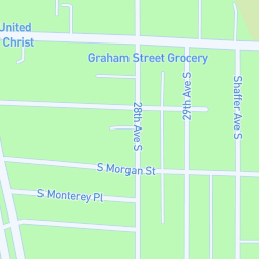 United
Christ
Graham Street Grocery
28th Ave S
29th Ave S
Shaffer Ave S
S Morgan St
S Monterey Pl